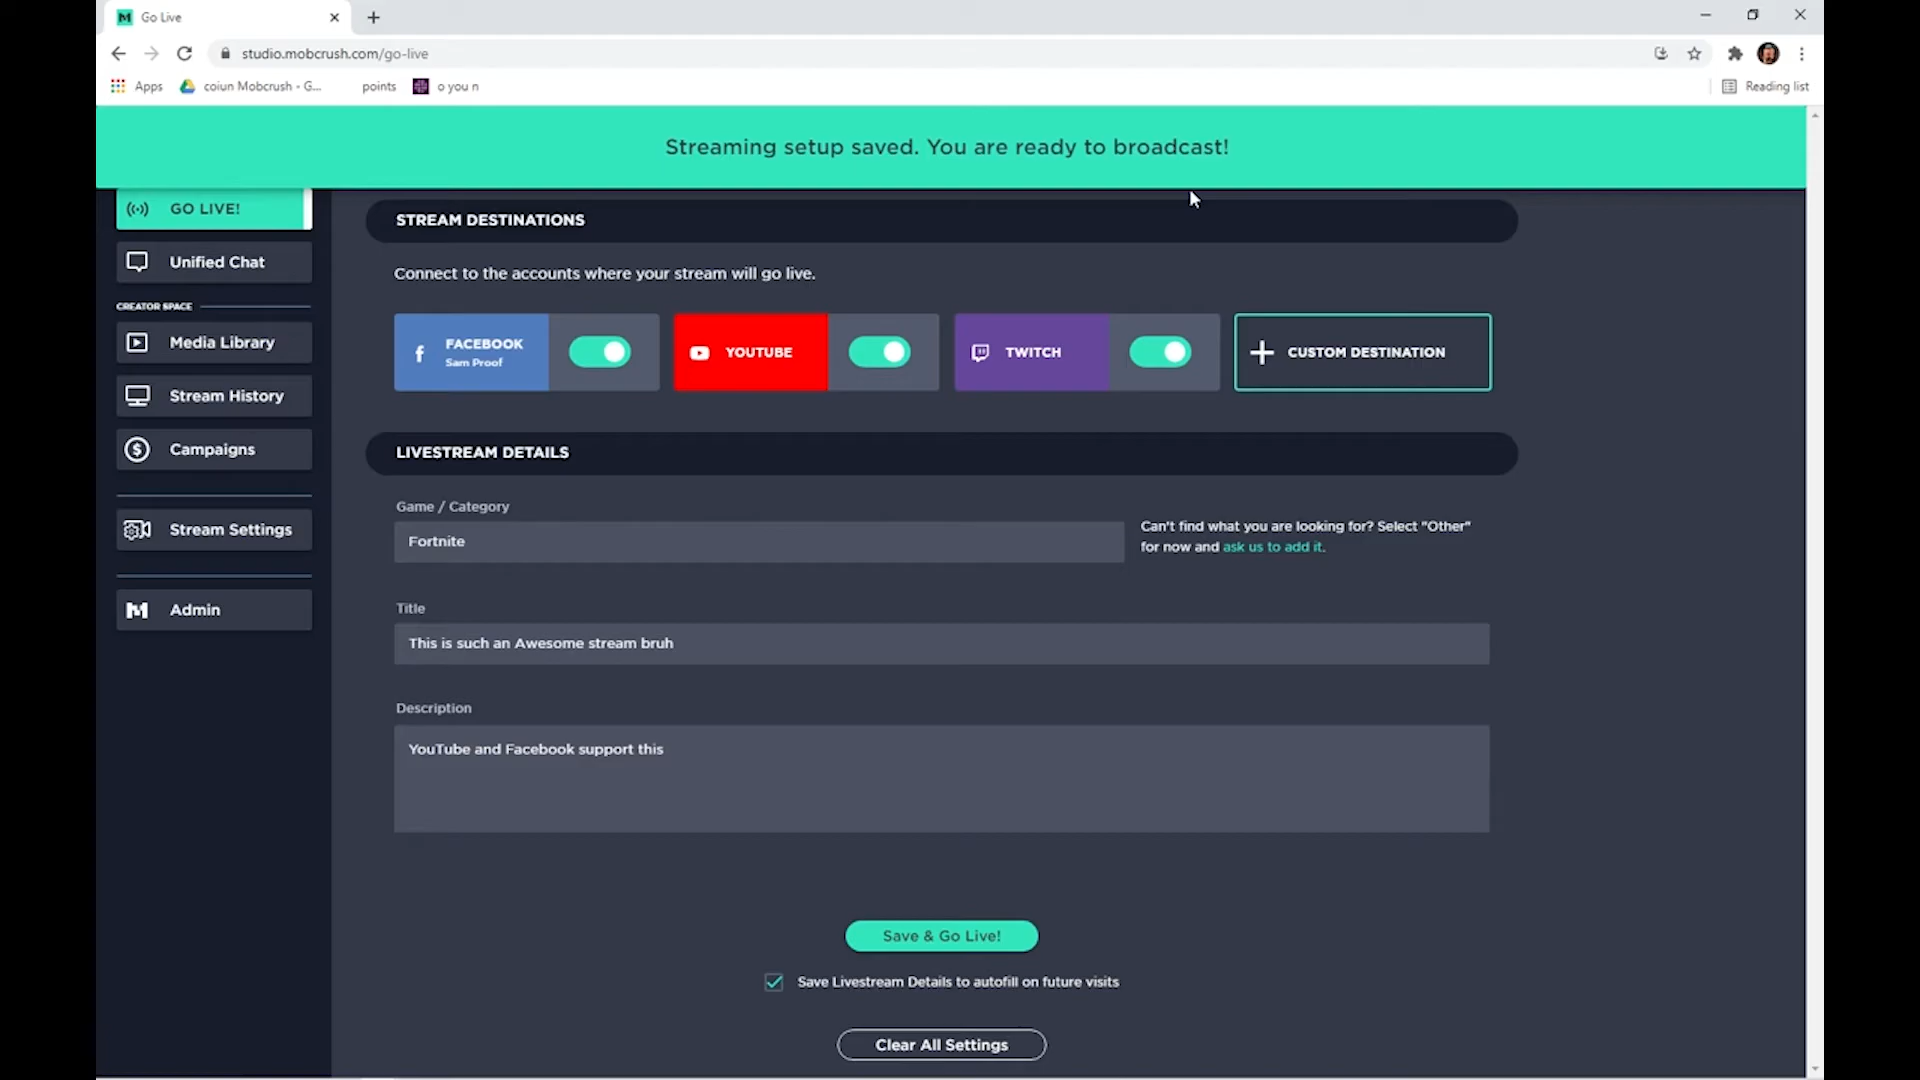 Go Live
studio.mobcrush.com/go-live
Apps
coiun Mobcrush - G...
points
o you n
Reading list
Streaming setup saved. You are ready to broadcast!
GO LIVE!
Unified Chat
CREATOR SPACE
Media Library
Stream History
Campaigns
Stream Settings
Admin
STREAM DESTINATIONS
Connect to the accounts where your stream will go live.
FACEBOOK
Sam Proof
YOUTUBE
TWITCH
CUSTOM DESTINATION
LIVESTREAM DETAILS
Game / Category
Fortnite
Can't find what you are looking for? Select "Other"
for now and ask us to add it.
Title
This is such an Awesome stream bruh
Description
YouTube and Facebook support this
Save & Go Live!
Save Livestream Details to autofill on future visits
Clear All Settings